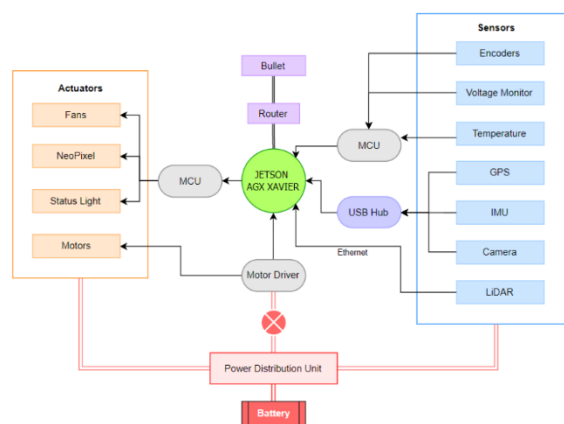 Sensors
Bullet
Encoders
Actuators
Voltage Monitor
Fans
Router
Temperature
MCU
NeoPixel
JETSON
AGX XAVIER
GPS
MCU
Status Light
USB Hub
IMU
Motors
Camera
Ethernet
Motor Driver
LiDAR
Power Distribution Unit
Battery